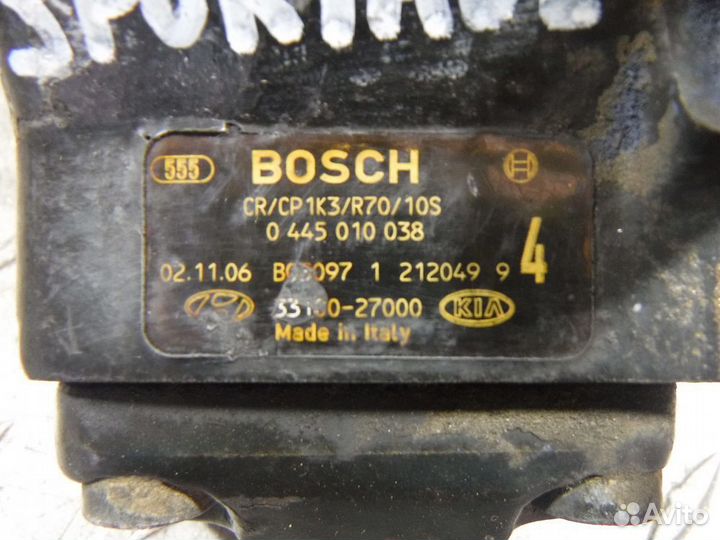 SPORTAGE
555 BOSCH
CR/CP1K3/R70/10S
0 445 010 038
02.11.06 1 212049 9 4
33100-27000 KIA
Made in Italy
Avito